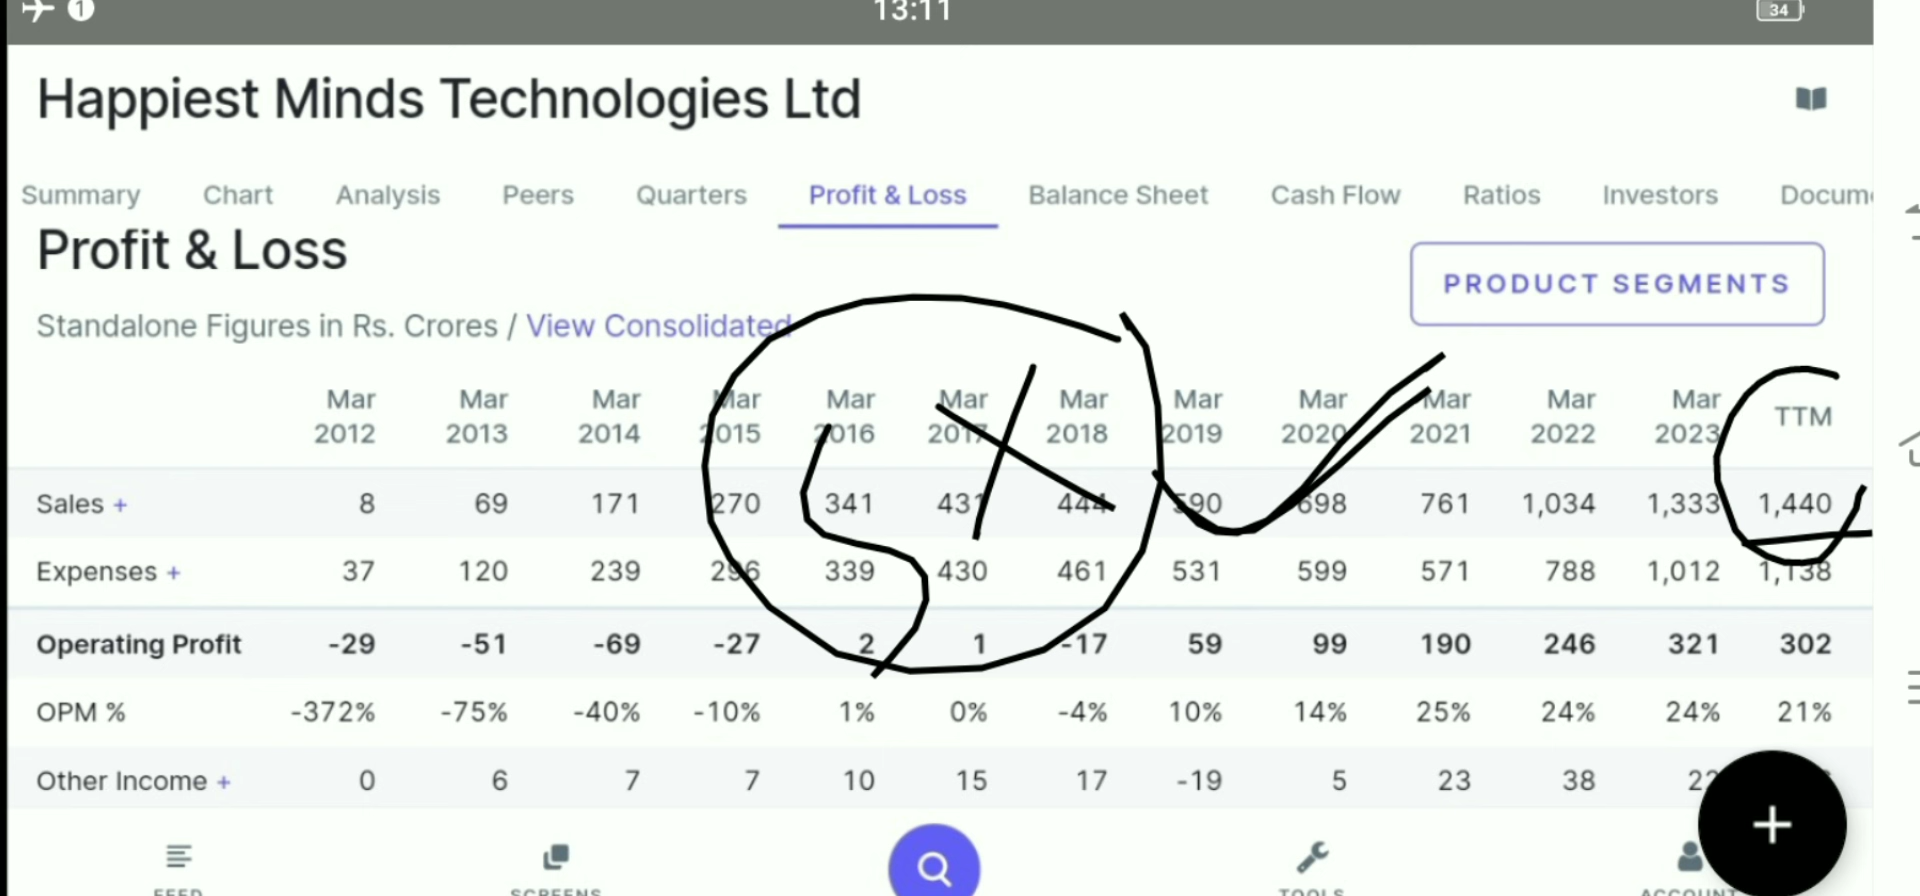 13:11
34
Happiest Minds Technologies Ltd
Summary Chart Analysis Peers Quarters Profit & Loss Balance Sheet Cash Flow Ratios Investors Docum
Profit & Loss
PRODUCT SEGMENTS
Standalone Figures in Rs. Crores / View Consolidated
Mar 2012 Mar 2013 Mar 2014 Mar 2015 Mar 2016 Mar 2017 Mar 2018 Mar 2019 Mar 2020 Mar 2021 Mar 2022 Mar 2023 TTM
Sales + 8 69 171 270 341 431 444 590 698 761 1,034 1,333 1,440
Expenses + 37 120 239 296 339 430 461 531 599 571 788 1,012 1,138
Operating Profit -29 -51 -69 -27 2 1 -17 59 99 190 246 321 302
OPM % -372% -75% -40% -10% 1% 0% -4% 10% 14% 25% 24% 24% 21%
Other Income + 0 6 7 7 10 15 17 -19 5 23 38
FEED SCREENS TOOLS ACCOUNT